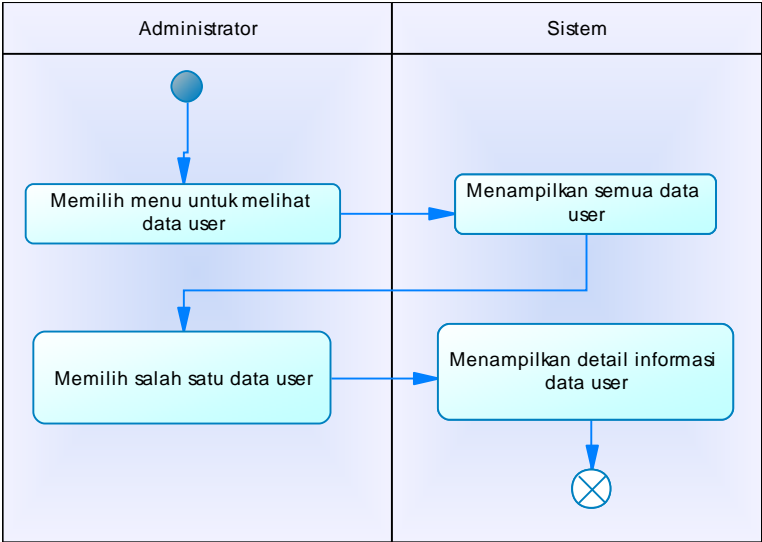 Administrator
Sistem
Memilih menu untuk melihat
data user
Menampilkan semua data
user
Memilih salah satu data user
Menampilkan detail informasi
data user